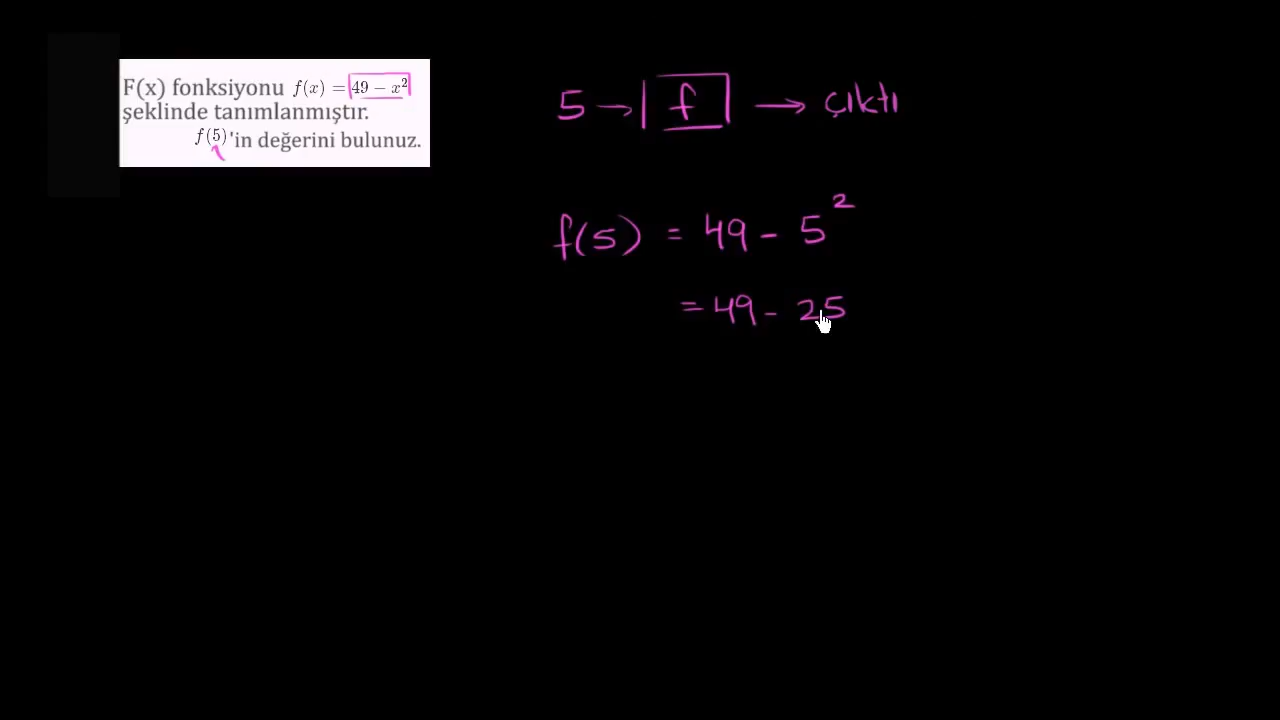 F(x) fonksiyonu f(x) = 49 − x²
şeklinde tanımlanmıştır.
f(5)'in değerini bulunuz.
5 → f → çıktı
f(5) = 49 - 5²
= 49 - 25